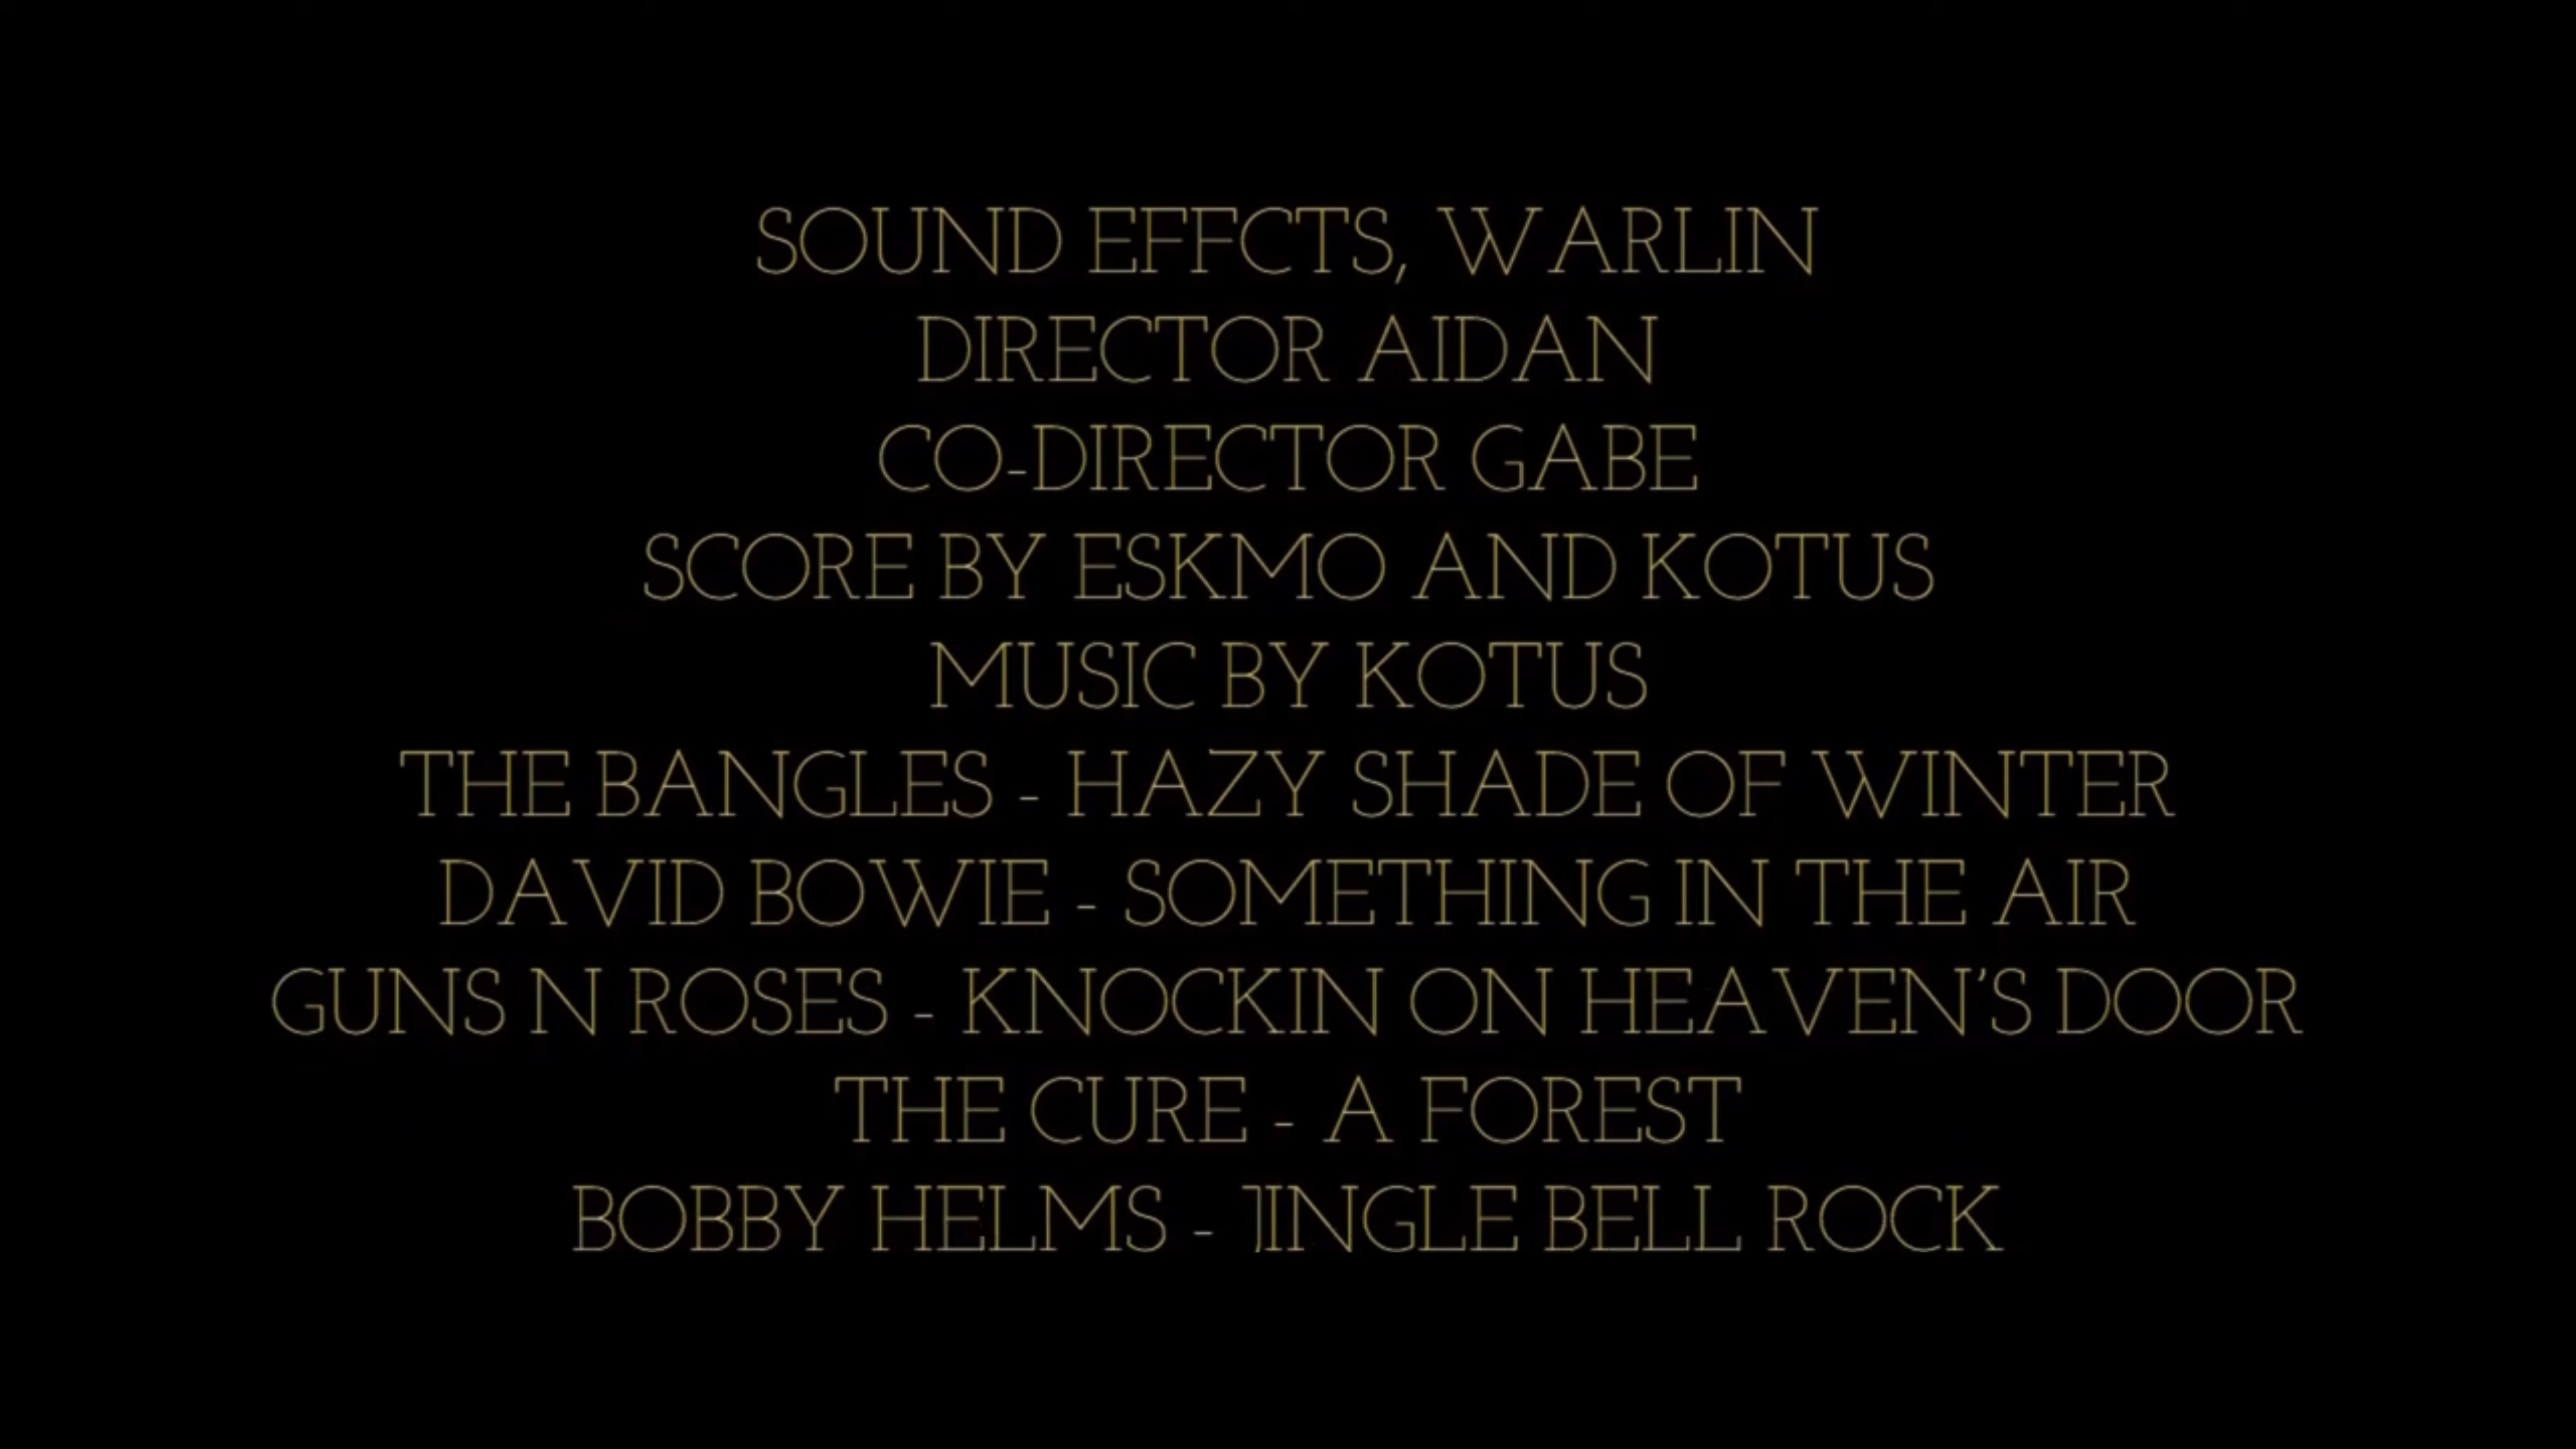 SOUND EFFCTS, WARLIN
DIRECTOR AIDAN
CO-DIRECTOR GABE
SCORE BY ESKMO AND KOTUS
MUSIC BY KOTUS
THE BANGLES - HAZY SHADE OF WINTER
DAVID BOWIE - SOMETHING IN THE AIR
GUNS N ROSES - KNOCKIN ON HEAVEN'S DOOR
THE CURE - A FOREST
BOBBY HELMS - JINGLE BELL ROCK